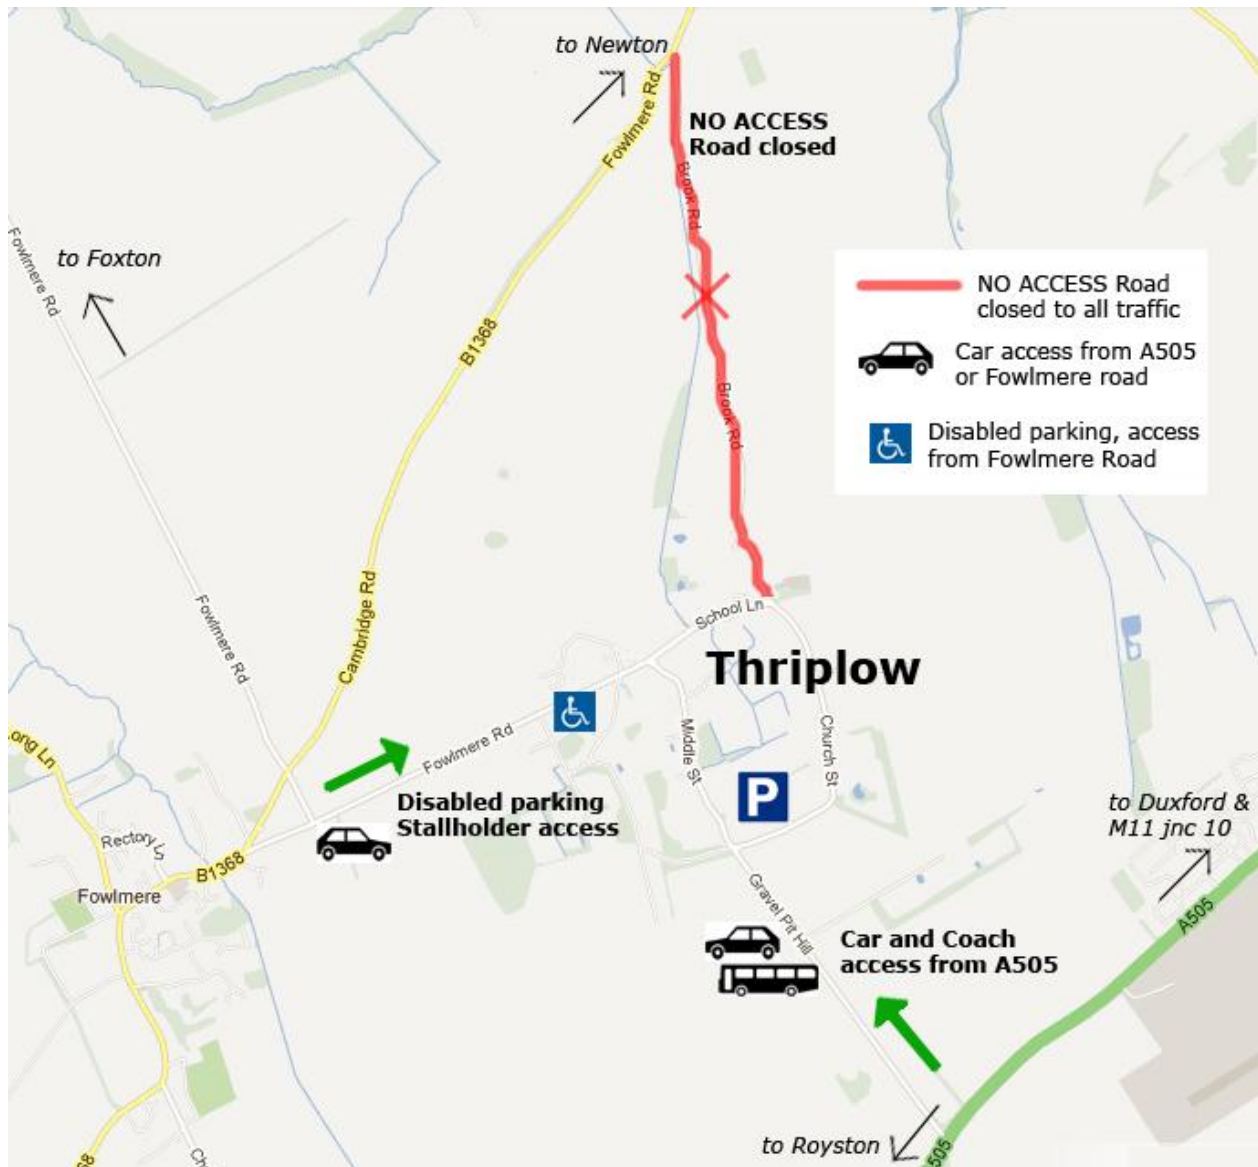 to Newton
Fowlmere Rd
NO ACCESS
Road closed
Brook Rd
to Foxton
Fowlmere Rd
NO ACCESS Road
closed to all traffic
Car access from A505
or Fowlmere road
Disabled parking, access
from Fowlmere Road
B1368
Brook Rd
Cambridge Rd
Fowlmere Rd
School Ln
Thriplow
Fowlmere Rd
Middle St
Church St
ong Ln
P
Disabled parking
Stallholder access
to Duxford &
M11 jnc 10
Rectory Ln
B1368
Fowlmere
Gravel Pit Hill
A505
Car and Coach
access from A505
to Royston
505
68
Ch